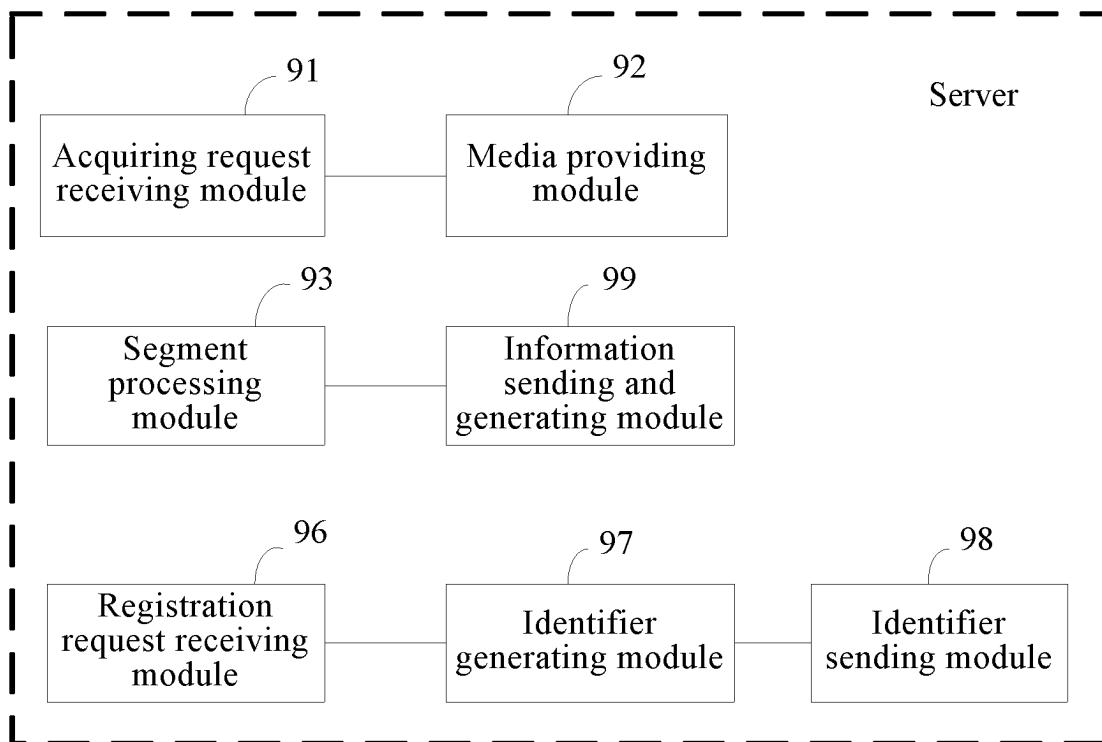 91
92
Server
Acquiring request
receiving module
Media providing
module
93
99
Segment
processing
module
Information
sending and
generating module
96
97
98
Registration
request receiving
module
Identifier
generating module
Identifier
sending module